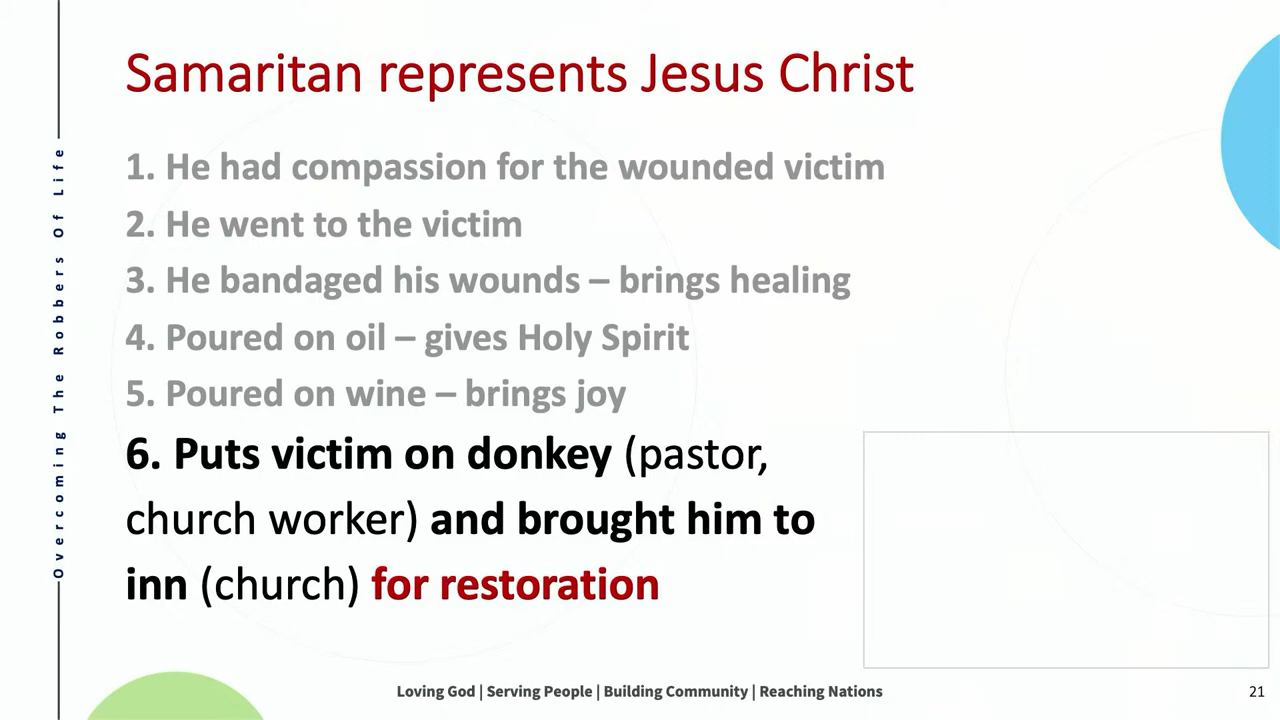 Samaritan represents Jesus Christ
1. He had compassion for the wounded victim
2. He went to the victim
3. He bandaged his wounds – brings healing
4. Poured on oil – gives Holy Spirit
5. Poured on wine – brings joy
6. Puts victim on donkey (pastor,
church worker) and brought him to
inn (church) for restoration
Overcoming The Robbers Of Life
Loving God | Serving People | Building Community | Reaching Nations
21